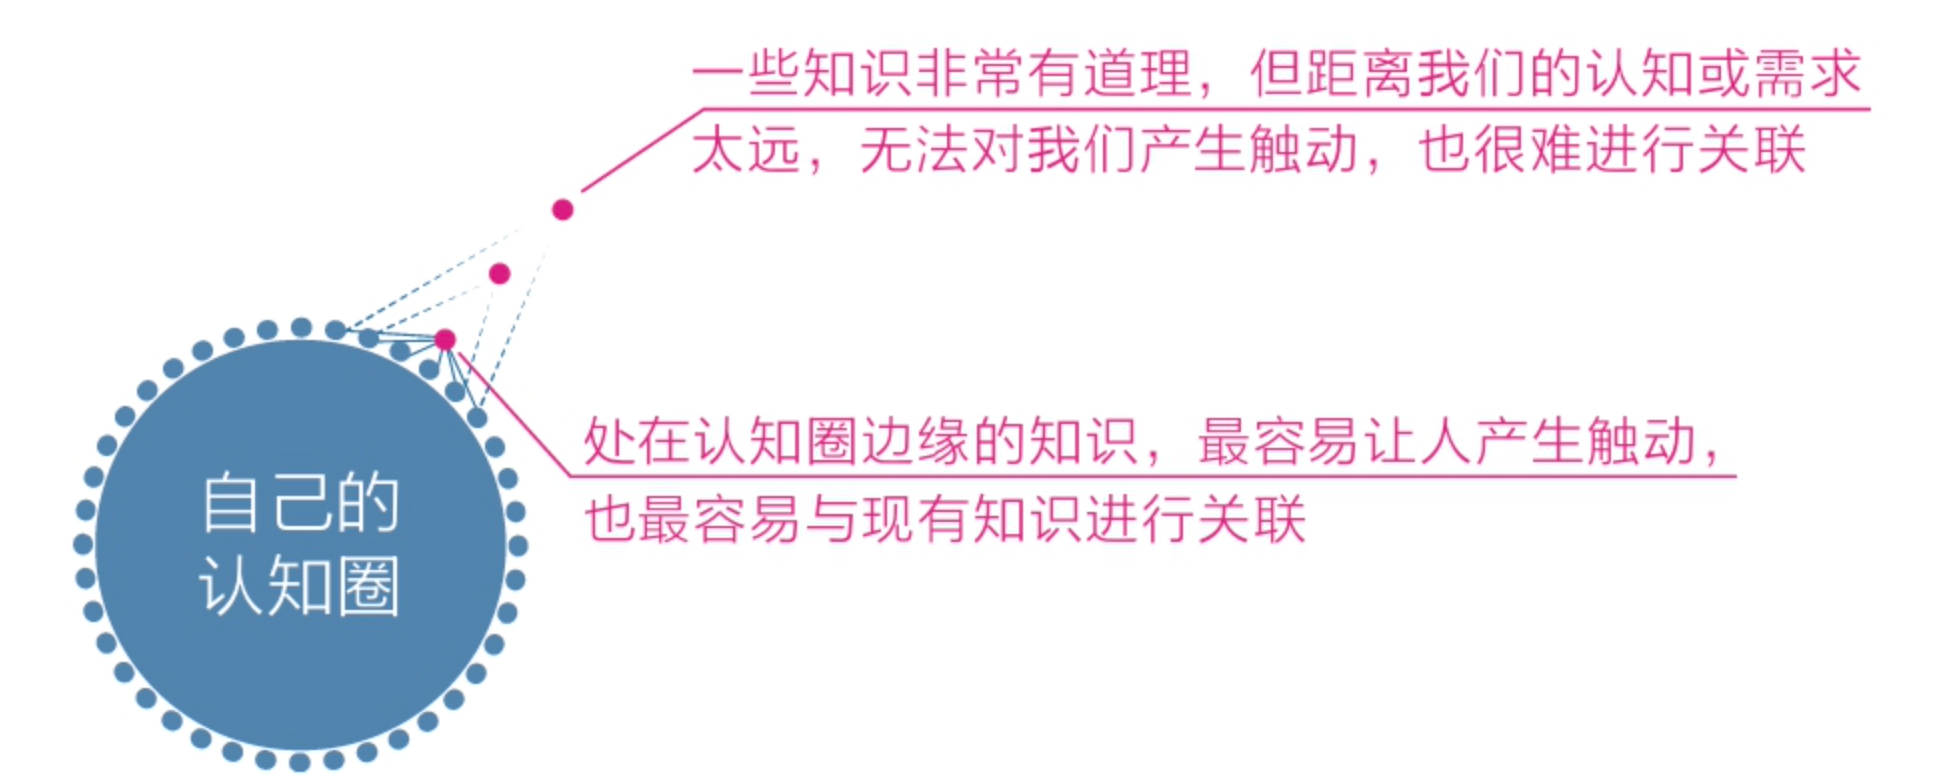 一些知识非常有道理，但距离我们的认知或需求
太远，无法对我们产生触动，也很难进行关联
处在认知圈边缘的知识，最容易让人产生触动，
也最容易与现有知识进行关联
自己的
认知圈